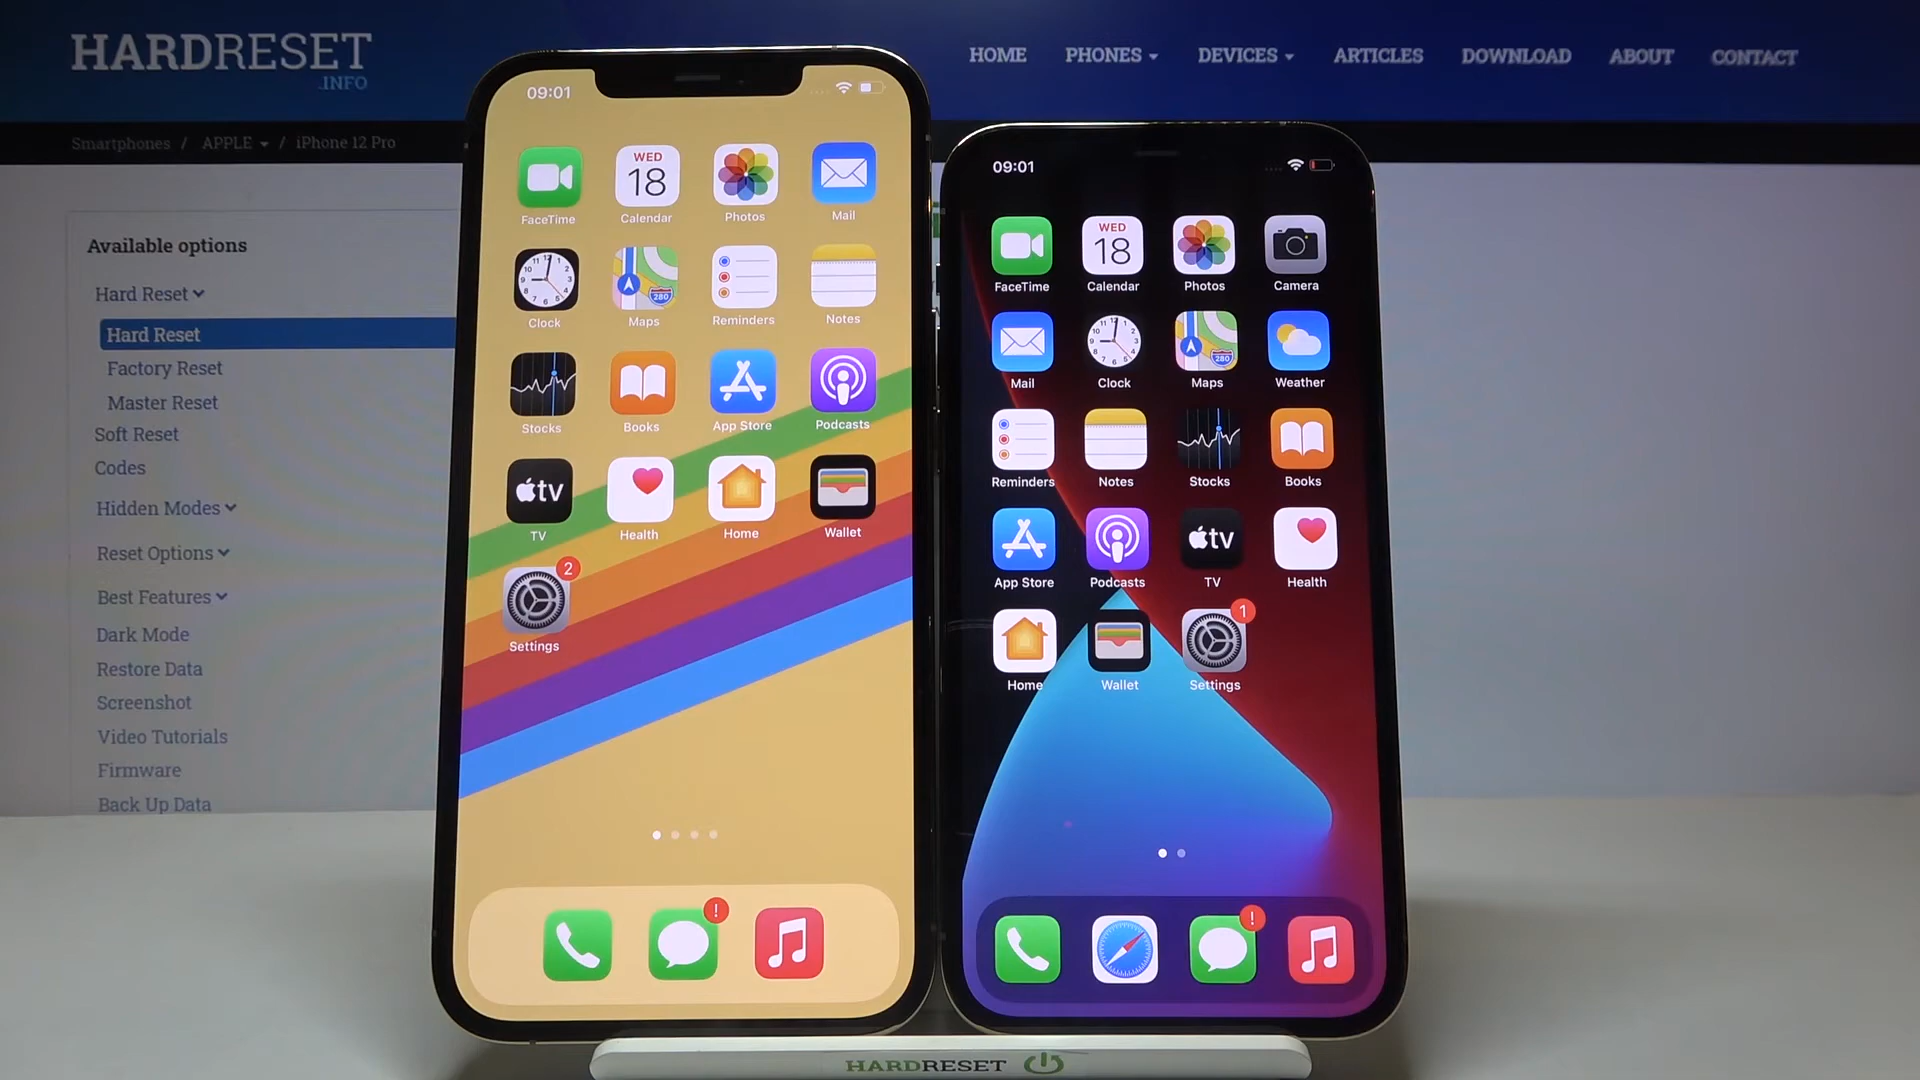 HARDRESET
.INFO
HOME PHONES DEVICES ARTICLES DOWNLOAD ABOUT CONTACT
Smartphones / APPLE / iPhone 12 Pro
Available options
Hard Reset
Hard Reset
Factory Reset
Master Reset
Soft Reset
Codes
Hidden Modes
Reset Options
Best Features
Dark Mode
Restore Data
Screenshot
Video Tutorials
Firmware
Back Up Data
09:01
WED
18
FaceTime Calendar Photos Mail
280
Clock Maps Reminders Notes
Stocks Books App Store Podcasts
tv
TV Health Home Wallet
2
Settings
!
09:01
WED
18
FaceTime Calendar Photos Camera
280
Mail Clock Maps Weather
Reminders Notes Stocks Books
tv
App Store Podcasts TV Health
1
Home Wallet Settings
!
HARDRESET